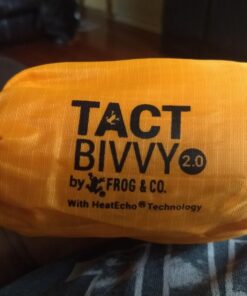 TACT
BIVVY 2.0
by FROG & CO.
With HeatEcho® Technology